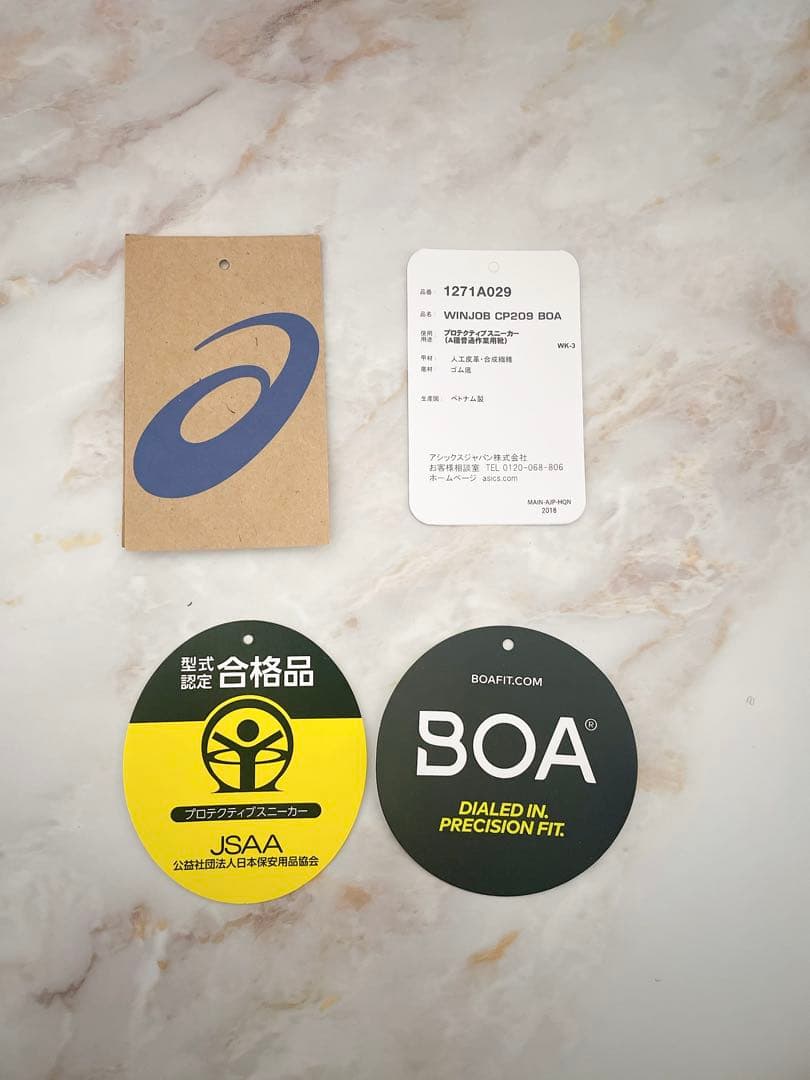 品番: 1271A029
品名: WINJOB CP209 BOA
使用用途: プロテクティブスニーカー
(A種普通作業用靴)
WK-3
甲材: 人工皮革・合成繊維
底材: ゴム底
生産国: ベトナム製
アシックスジャパン株式会社
お客様相談室 TEL 0120-068-806
ホームページ asics.com
MAIN-AJP-HQN
2018
型式
認定 合格品
プロテクティブスニーカー
JSAA
公益社団法人日本保安用品協会
BOAFIT.COM
BOA®
DIALED IN.
PRECISION FIT.